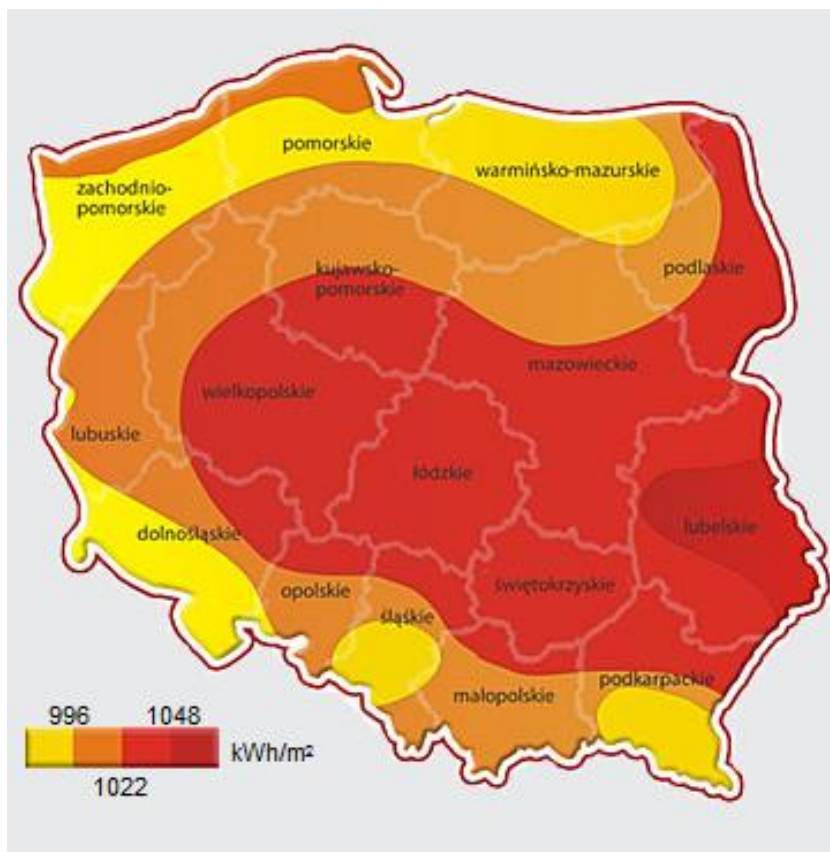 pomorskie
warmińsko-mazurskie
zachodnio-
pomorskie
kujawsko-
pomorskie
podlaskie
mazowieckie
wielkopolskie
lubuskie
łódzkie
lubelskie
dolnośląskie
opolskie
świętokrzyskie
śląśkie
małopolskie
podkarpackie
996 1048
kWh/m²
1022